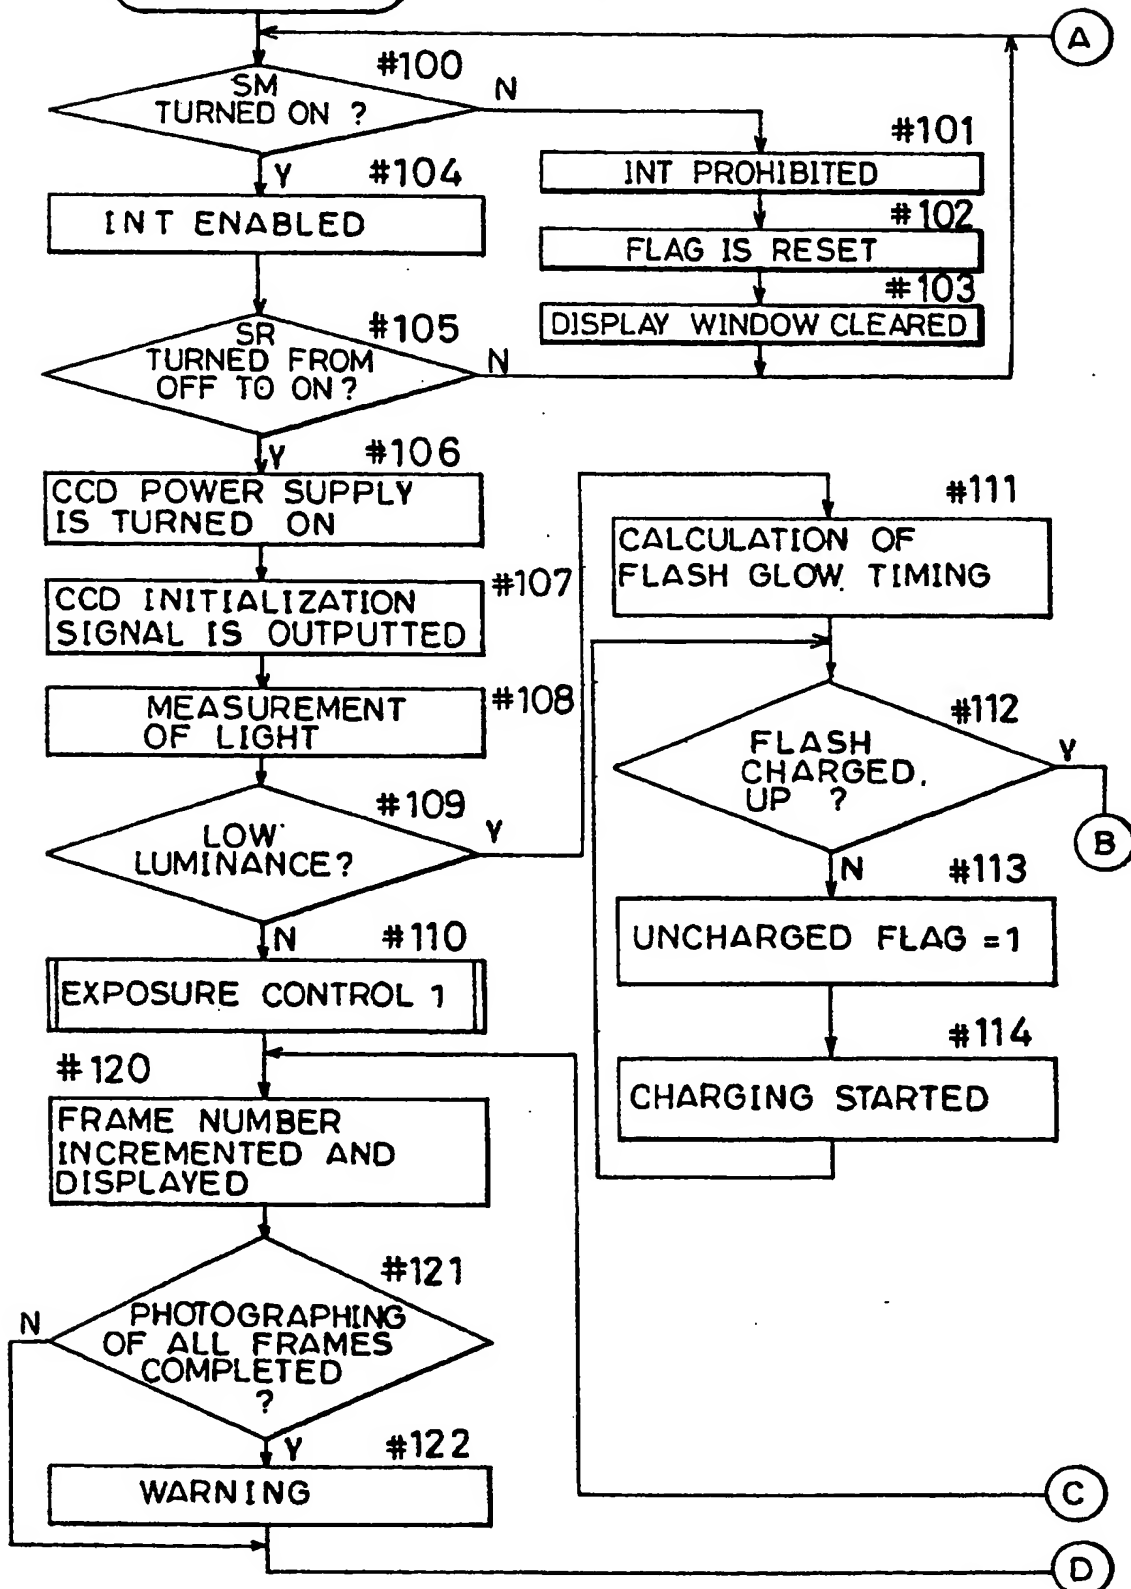 A
#100
SM
TURNED ON ?
N
Y
#101
INT PROHIBITED
#104
INT ENABLED
#102
FLAG IS RESET
#103
DISPLAY WINDOW CLEARED
#105
SR
TURNED FROM
OFF TO ON?
N
Y
#106
CCD POWER SUPPLY
IS TURNED ON
#107
CCD INITIALIZATION
SIGNAL IS OUTPUTTED
#108
MEASUREMENT
OF LIGHT
#109
LOW
LUMINANCE?
Y
N
#110
EXPOSURE CONTROL 1
#111
CALCULATION OF
FLASH GLOW TIMING
#112
FLASH
CHARGED
UP ?
Y
B
N
#113
UNCHARGED FLAG = 1
#114
CHARGING STARTED
#120
FRAME NUMBER
INCREMENTED AND
DISPLAYED
#121
PHOTOGRAPHING
OF ALL FRAMES
COMPLETED
?
N
Y
#122
WARNING
C
D